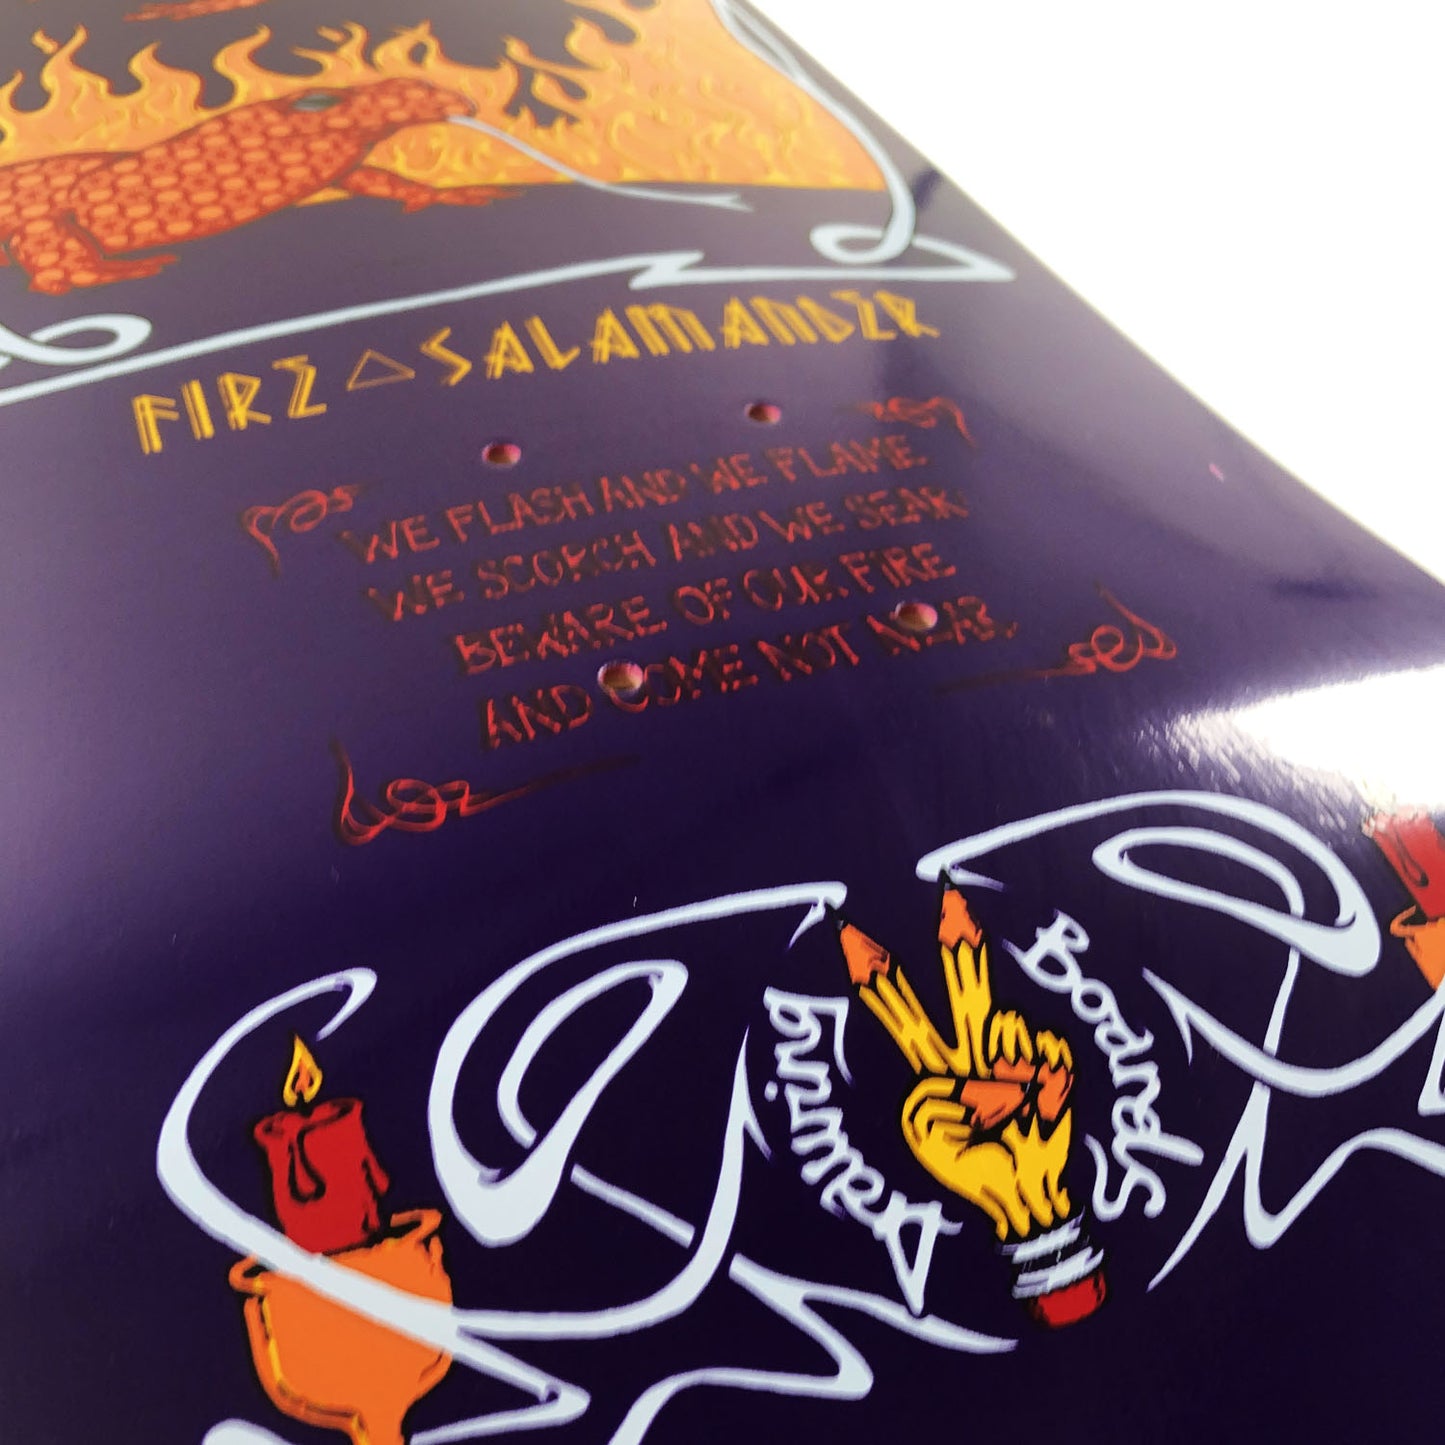 FIRE△SALAMANDER
WE FLASH AND WE FLAME
WE SCORCH AND WE SEAR
BEWARE OF OUR FIRE
AND COME NOT NEAR
Drawing
Boards